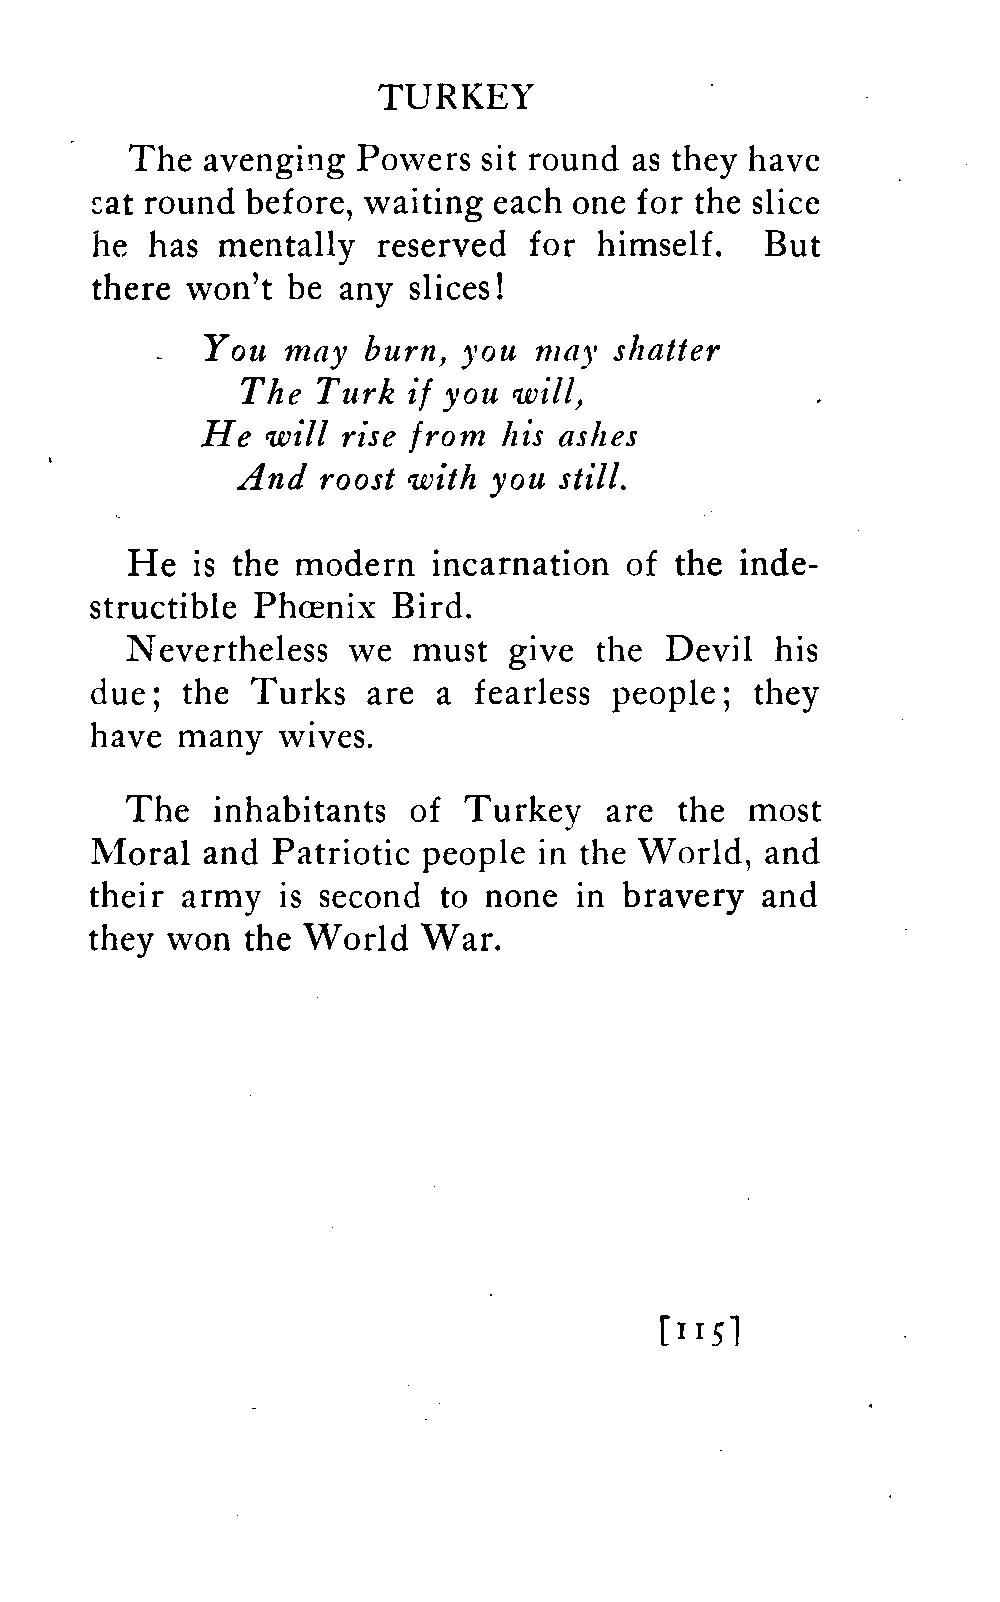 TURKEY
The avenging Powers sit round as they have
sat round before, waiting each one for the slice
he has mentally reserved for himself. But
there won't be any slices!
You may burn, you may shatter
The Turk if you will,
He will rise from his ashes
And roost with you still.
He is the modern incarnation of the inde-
structible Phœnix Bird.
Nevertheless we must give the Devil his
due; the Turks are a fearless people; they
have many wives.
The inhabitants of Turkey are the most
Moral and Patriotic people in the World, and
their army is second to none in bravery and
they won the World War.
[115]